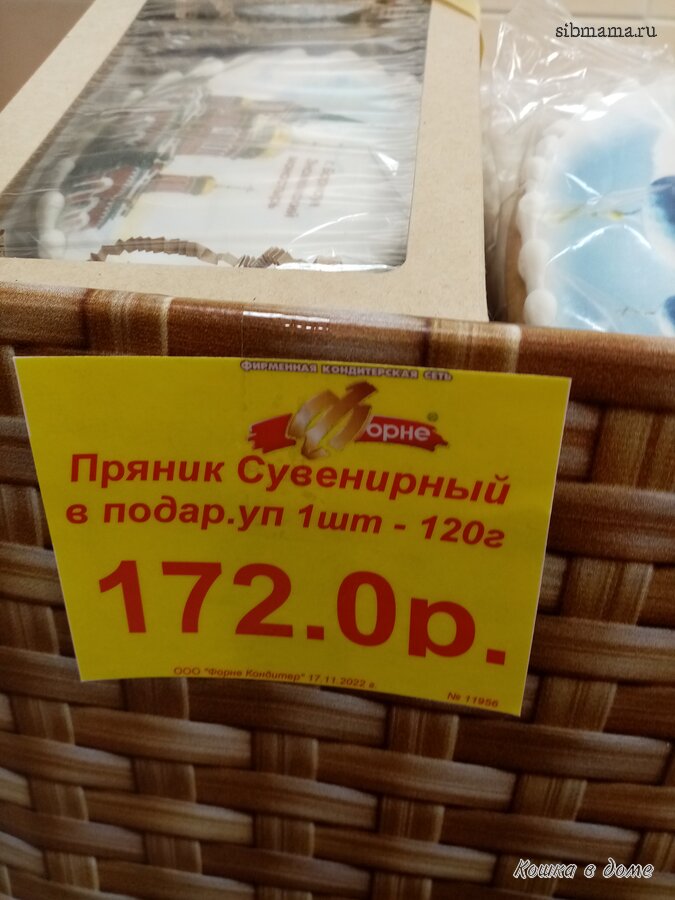 sibmama.ru
ФИРМЕННАЯ КОНДИТЕРСКАЯ СЕТЬ
Форне®
Пряник Сувенирный
в подар.уп 1шт - 120г
172.0р.
ООО "Форне Кондитер" 17.11.2022 г.
№ 11956
Кошка в доме